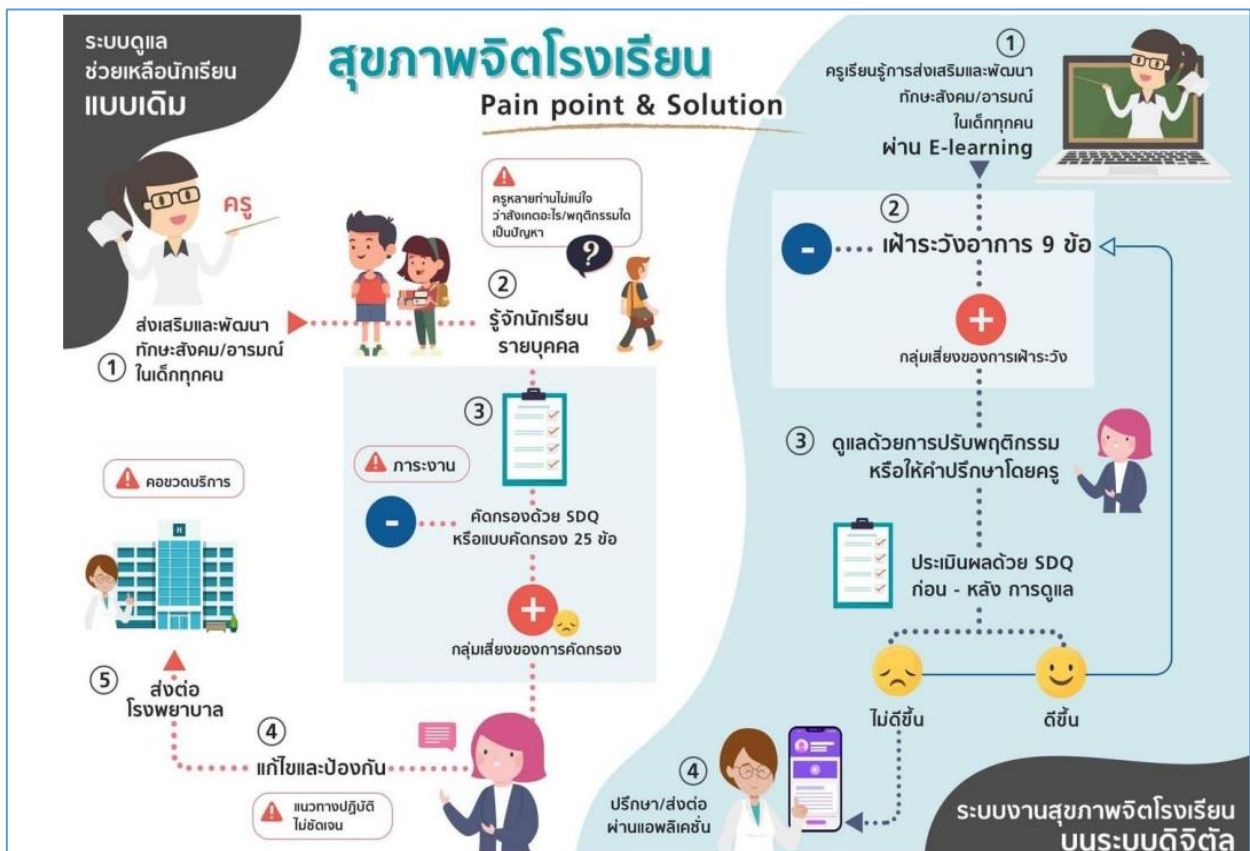 ระบบดูแล
ช่วยเหลือนักเรียน
แบบเดิม
สุขภาพจิตโรงเรียน
Pain point & Solution
ครู
①
ส่งเสริมและพัฒนา
ทักษะสังคม/อารมณ์
ในเด็กทุกคน
ครูหลายท่านไม่แน่ใจ
ว่าสังเกตอะไร/พฤติกรรมใด
เป็นปัญหา
?
②
รู้จักนักเรียน
รายบุคคล
③
ภาระงาน
-
คัดกรองด้วย SDQ
หรือแบบคัดกรอง 25 ข้อ
+
กลุ่มเสี่ยงของการคัดกรอง
④
แก้ไขและป้องกัน
แนวทางปฏิบัติ
ไม่ชัดเจน
คอขวดบริการ
H
⑤
ส่งต่อ
โรงพยาบาล
①
ครูเรียนรู้การส่งเสริมและพัฒนา
ทักษะสังคม/อารมณ์
ในเด็กทุกคน
ผ่าน E-learning
②
-
เฝ้าระวังอาการ 9 ข้อ
+
กลุ่มเสี่ยงของการเฝ้าระวัง
③
ดูแลด้วยการปรับพฤติกรรม
หรือให้คำปรึกษาโดยครู
ประเมินผลด้วย SDQ
ก่อน - หลัง การดูแล
ไม่ดีขึ้น
ดีขึ้น
④
ปรึกษา/ส่งต่อ
ผ่านแอพลิเคชั่น
ระบบงานสุขภาพจิตโรงเรียน
บนระบบดิจิตัล